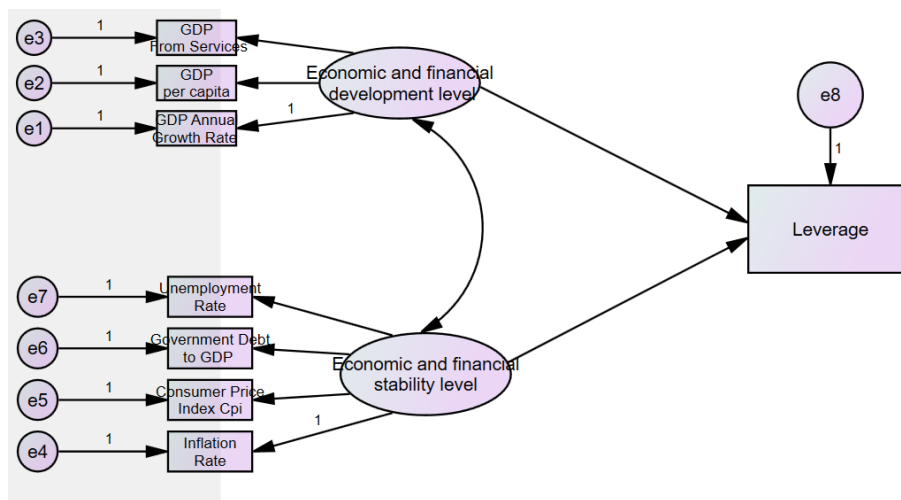 e3
1
GDP
From Services
e2
1
GDP
per capita
e1
1
GDP Annual
Growth Rate
1
Economic and financial
development level
e8
1
Leverage
e7
1
Unemployment
Rate
e6
1
Government Debt
to GDP
e5
1
Consumer Price
Index Cpi
e4
1
Inflation
Rate
1
Economic and financial
stability level